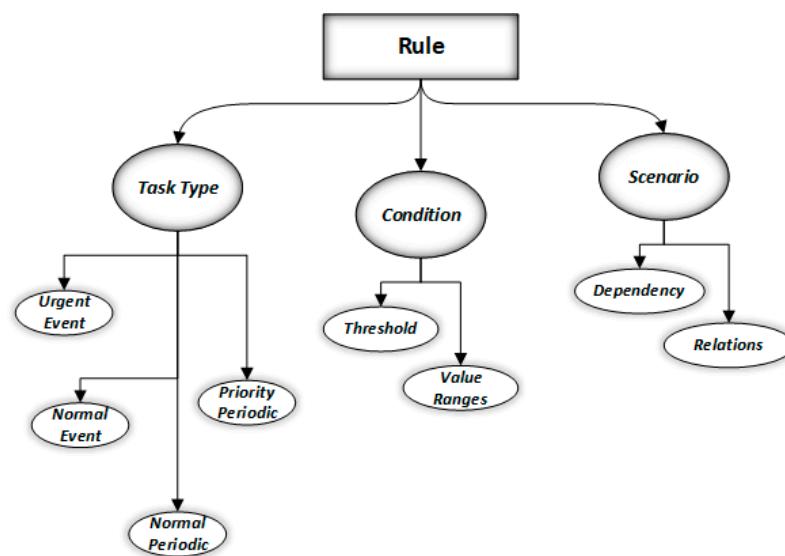 Rule
Task Type
Condition
Scenario
Urgent
Event
Normal
Event
Priority
Periodic
Normal
Periodic
Threshold
Value
Ranges
Dependency
Relations